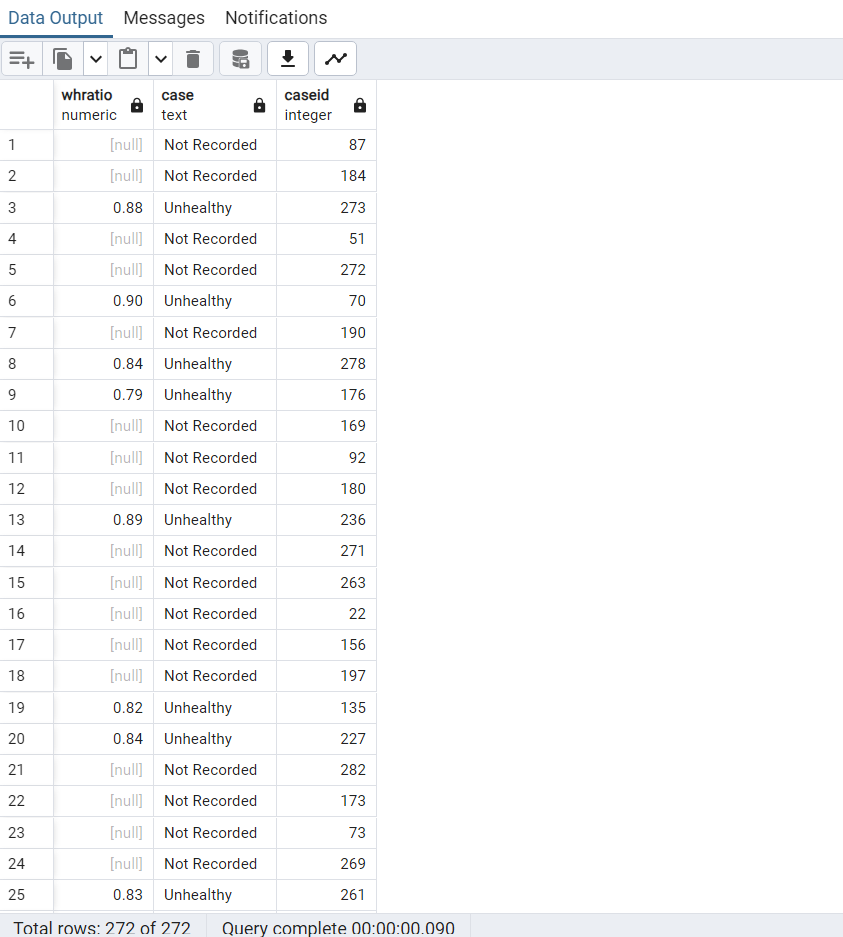 Data Output Messages Notifications
whratio case caseid
numeric text integer
1 [null] Not Recorded 87
2 [null] Not Recorded 184
3 0.88 Unhealthy 273
4 [null] Not Recorded 51
5 [null] Not Recorded 272
6 0.90 Unhealthy 70
7 [null] Not Recorded 190
8 0.84 Unhealthy 278
9 0.79 Unhealthy 176
10 [null] Not Recorded 169
11 [null] Not Recorded 92
12 [null] Not Recorded 180
13 0.89 Unhealthy 236
14 [null] Not Recorded 271
15 [null] Not Recorded 263
16 [null] Not Recorded 22
17 [null] Not Recorded 156
18 [null] Not Recorded 197
19 0.82 Unhealthy 135
20 0.84 Unhealthy 227
21 [null] Not Recorded 282
22 [null] Not Recorded 173
23 [null] Not Recorded 73
24 [null] Not Recorded 269
25 0.83 Unhealthy 261
Total rows: 272 of 272 Query complete 00:00:00.090